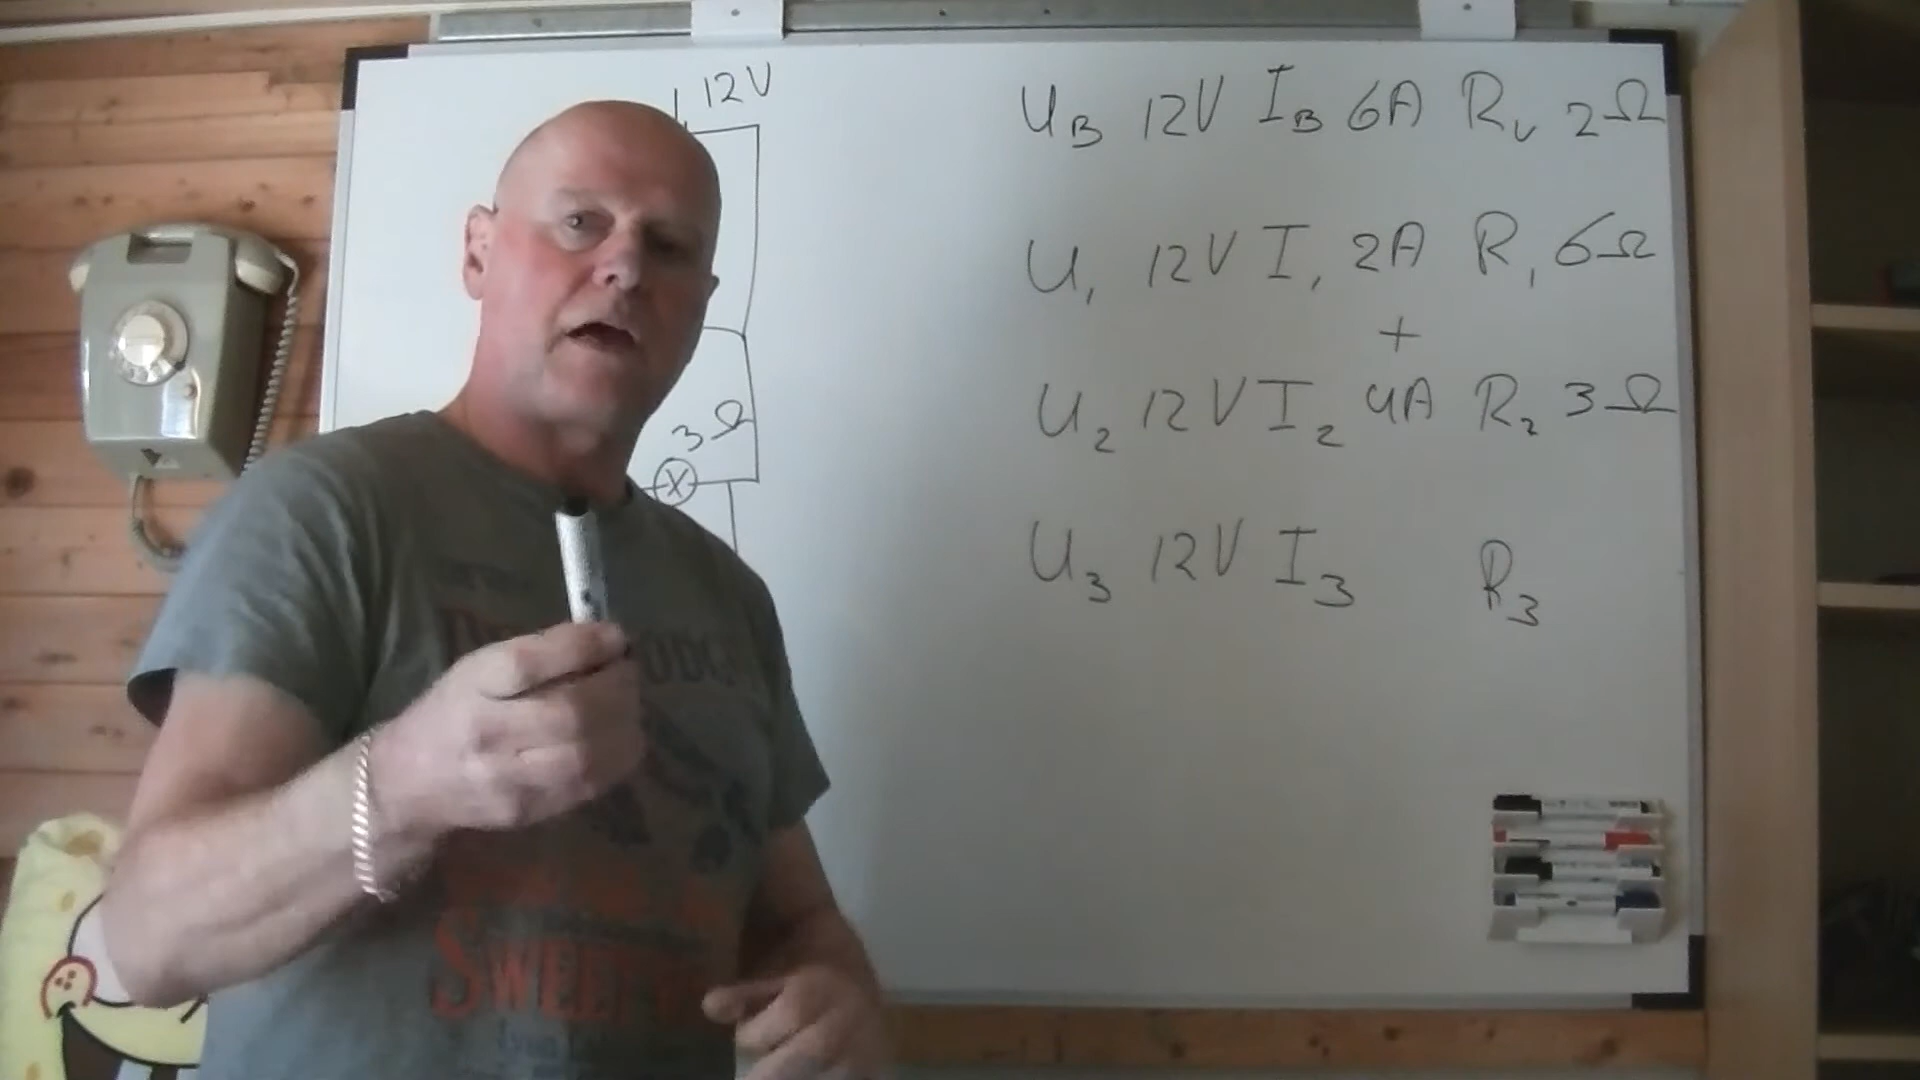 12V
3Ω
U_B 12V I_B 6A R_v 2Ω
U_1 12V I_1 2A R_1 6Ω
+
U_2 12V I_2 4A R_2 3Ω
U_3 12V I_3 R_3
SWEET